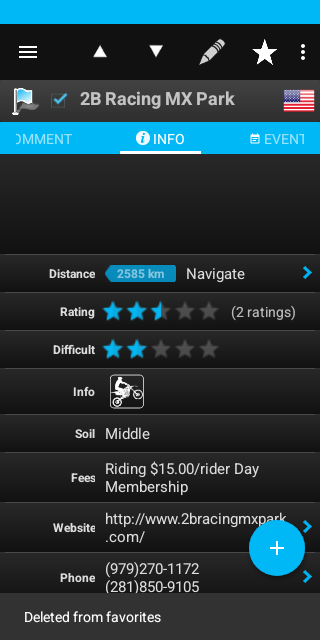 2B Racing MX Park
OMMENT
INFO
EVENT
Distance
2585 km
Navigate
Rating
(2 ratings)
Difficult
Info
Soil
Middle
Fees
Riding $15.00/rider Day
Membership
Website
http://www.2bracingmxpark
.com/
Phone
(979)270-1172
(281)850-9105
Deleted from favorites